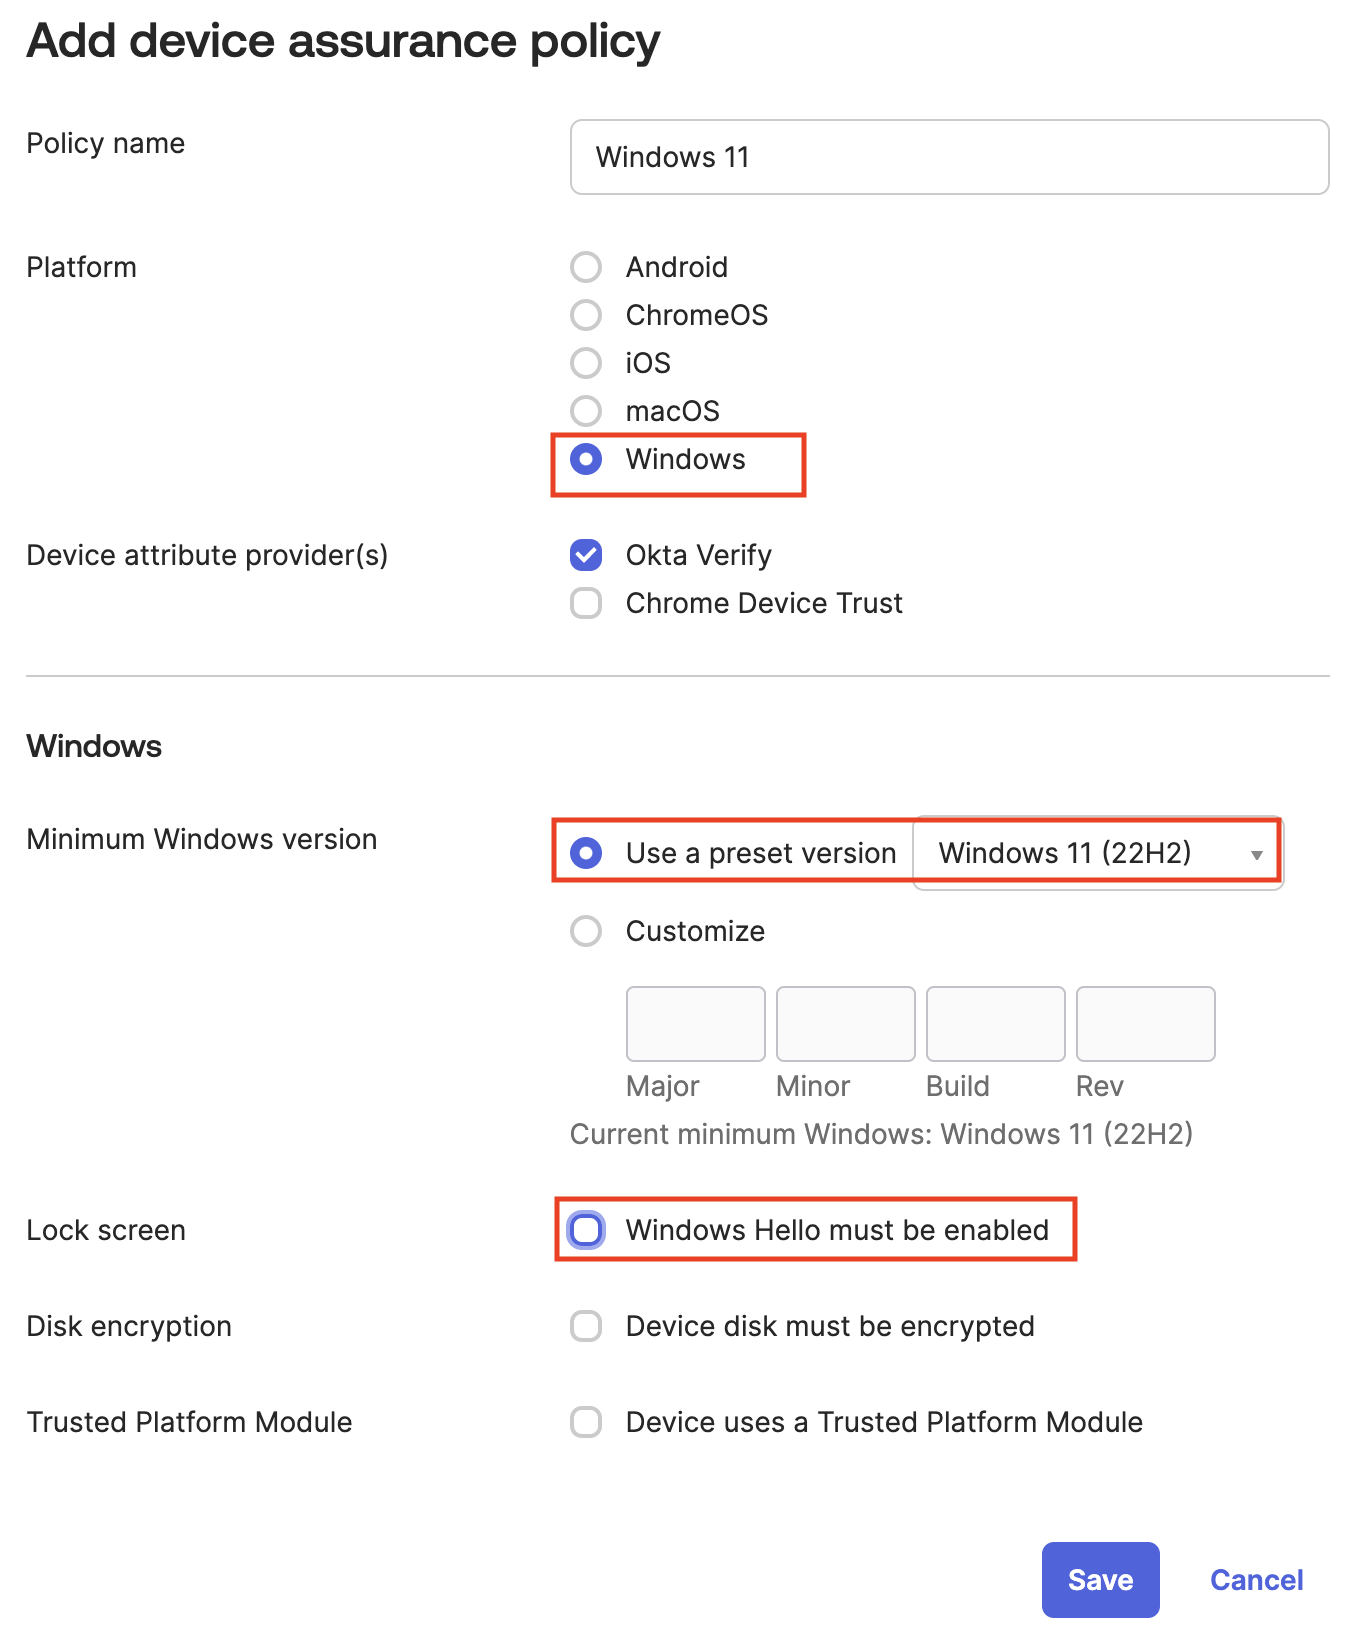 Add device assurance policy
Policy name
Windows 11
Platform
Android
ChromeOS
iOS
macOS
Windows
Device attribute provider(s)
Okta Verify
Chrome Device Trust
Windows
Minimum Windows version
Use a preset version
Windows 11 (22H2)
Customize
Major Minor Build Rev
Current minimum Windows: Windows 11 (22H2)
Lock screen
Windows Hello must be enabled
Disk encryption
Device disk must be encrypted
Trusted Platform Module
Device uses a Trusted Platform Module
Save
Cancel